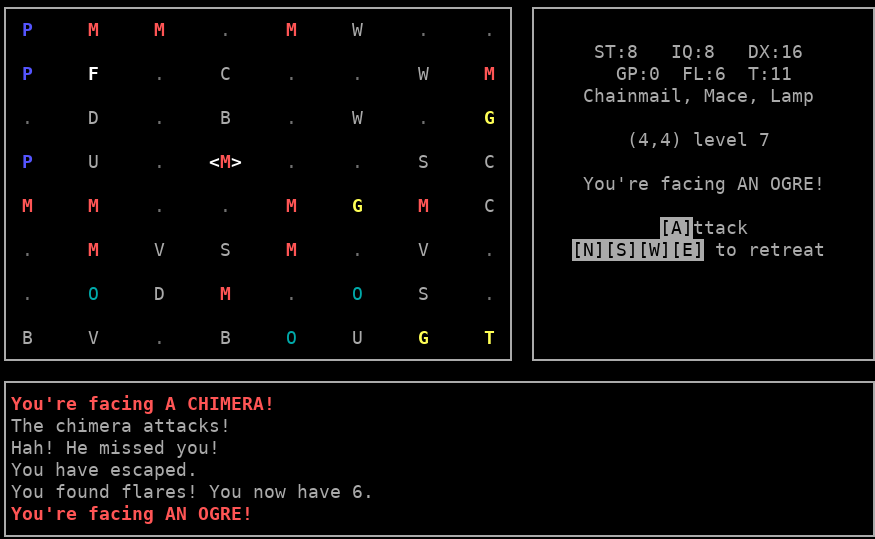 P M M . M W . .
P F . C . . W M
. D . B . W . G
P U . <M> . . S C
M M . . M G M C
. M V S M . V .
. O D M . O S .
B V . B O U G T
ST:8 IQ:8 DX:16
GP:0 FL:6 T:11
Chainmail, Mace, Lamp
(4,4) level 7
You're facing AN OGRE!
[A]ttack
[N][S][W][E] to retreat
You're facing A CHIMERA!
The chimera attacks!
Hah! He missed you!
You have escaped.
You found flares! You now have 6.
You're facing AN OGRE!